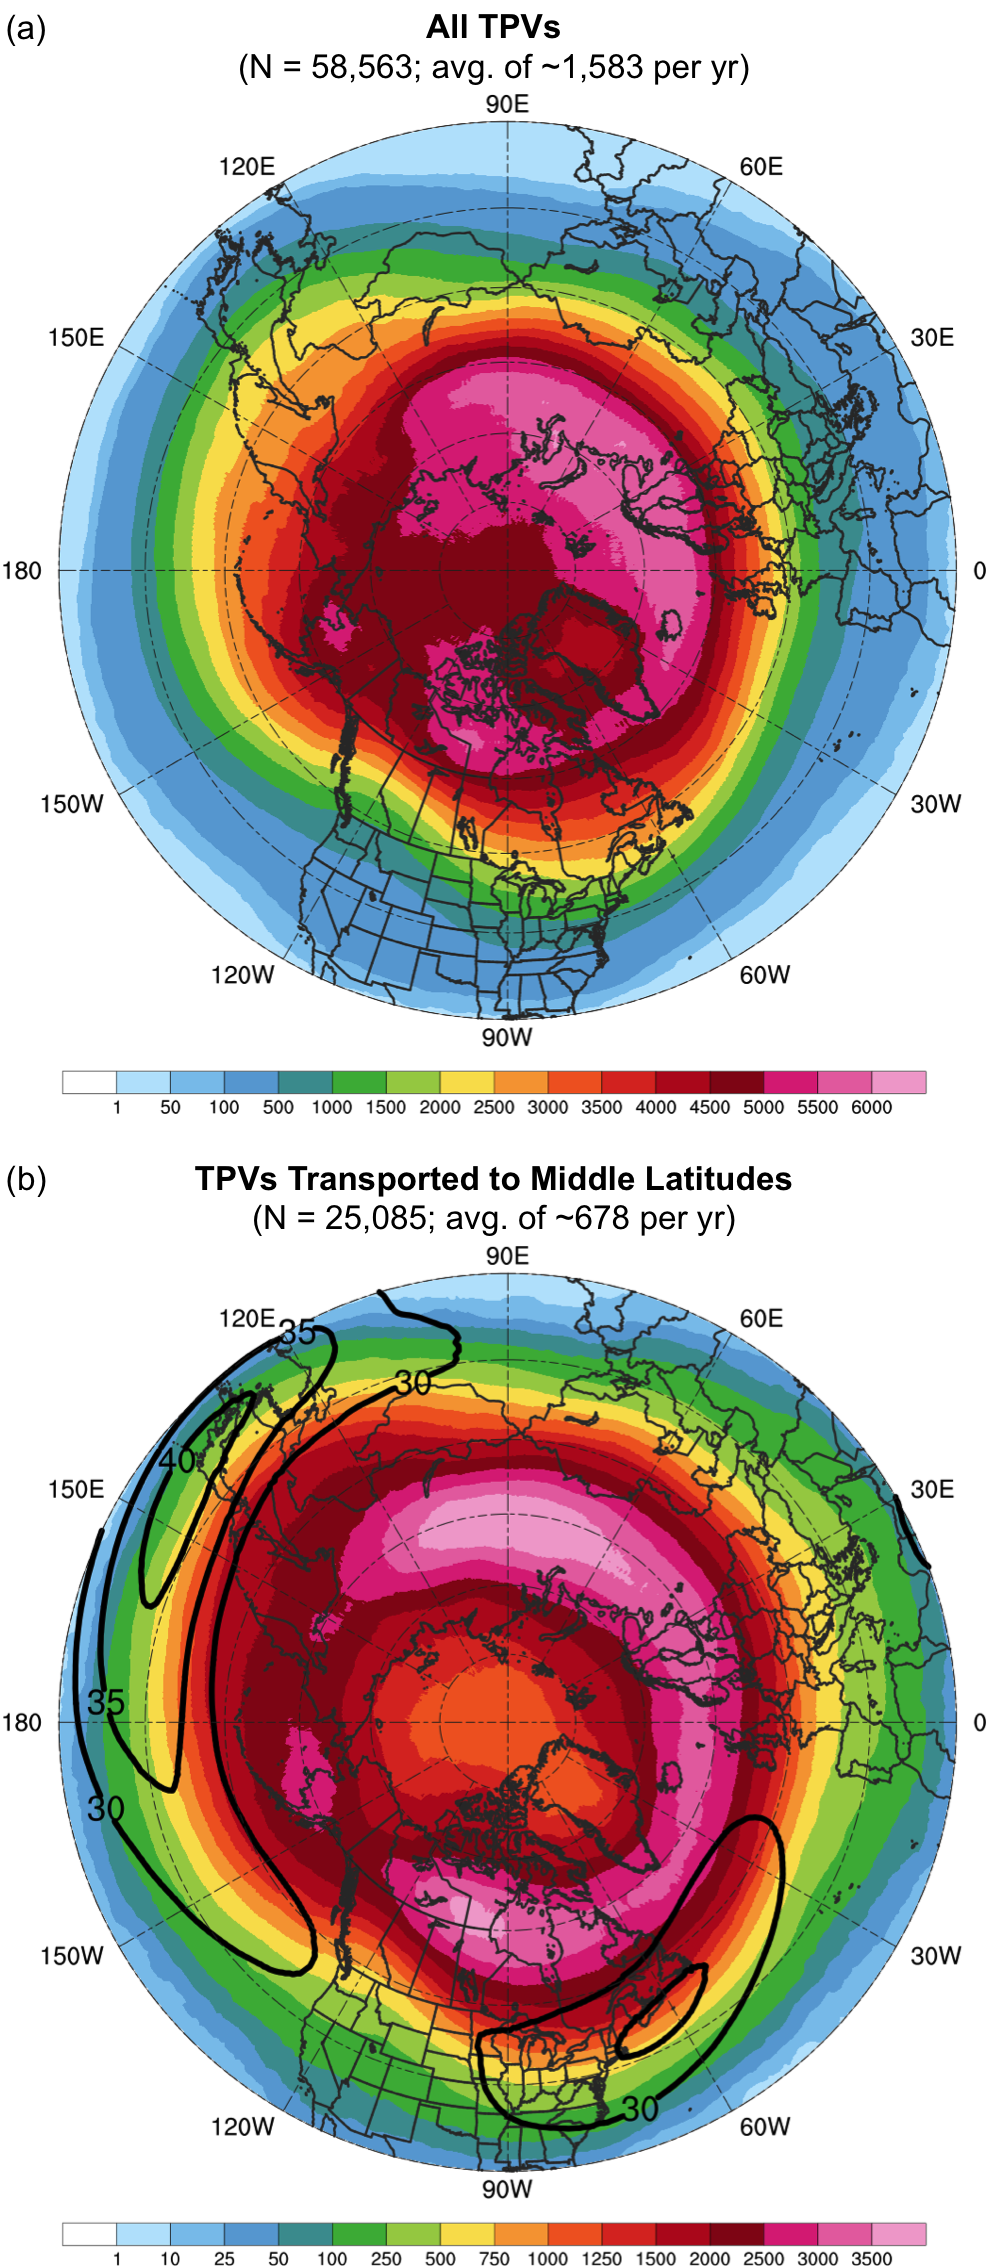 (a)
All TPVs
(N = 58,563; avg. of ~1,583 per yr)
90E
120E 60E
150E 30E
180 0
150W 30W
120W 60W
90W
1 50 100 500 1000 1500 2000 2500 3000 3500 4000 4500 5000 5500 6000
(b)
TPVs Transported to Middle Latitudes
(N = 25,085; avg. of ~678 per yr)
90E
120E 60E
35
30
40
150E 30E
35
180 0
30
150W 30W
30
120W 60W
90W
1 10 25 50 100 250 500 750 1000 1250 1500 2000 2500 3000 3500